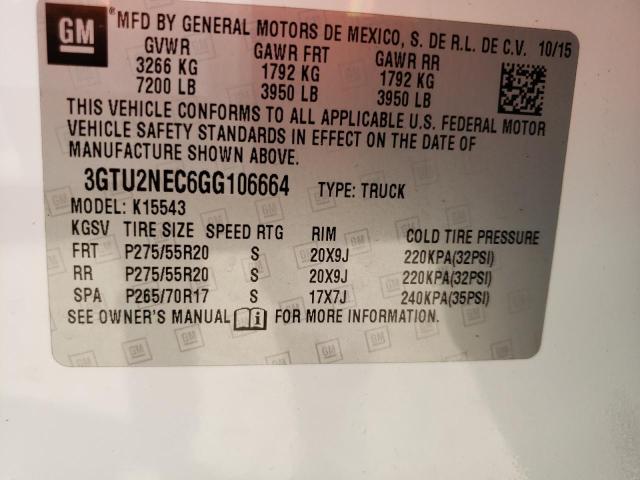 GM
MFD BY GENERAL MOTORS DE MEXICO, S. DE R.L. DE C.V. 10/15
GVWR GAWR FRT GAWR RR
3266 KG 1792 KG 1792 KG
7200 LB 3950 LB 3950 LB
THIS VEHICLE CONFORMS TO ALL APPLICABLE U.S. FEDERAL MOTOR
VEHICLE SAFETY STANDARDS IN EFFECT ON THE DATE OF
MANUFACTURE SHOWN ABOVE.
3GTU2NEC6GG106664 TYPE: TRUCK
MODEL: K15543
KGSV TIRE SIZE SPEED RTG RIM COLD TIRE PRESSURE
FRT P275/55R20 S 20X9J 220KPA(32PSI)
RR P275/55R20 S 20X9J 220KPA(32PSI)
SPA P265/70R17 S 17X7J 240KPA(35PSI)
SEE OWNER'S MANUAL i FOR MORE INFORMATION.